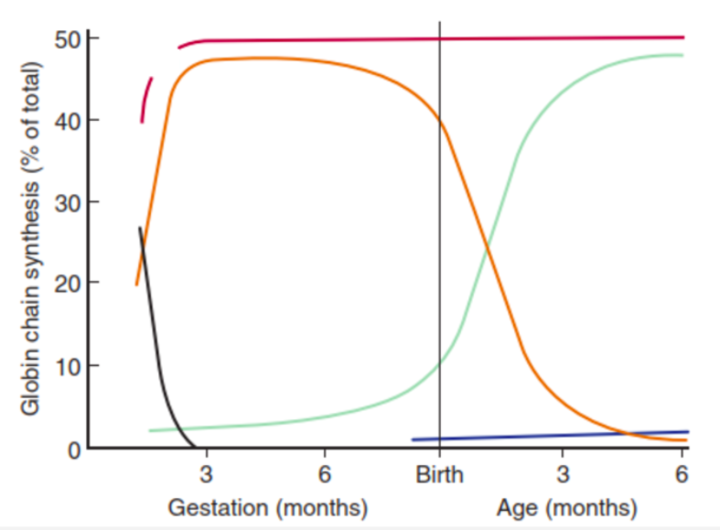 Globin chain synthesis (% of total)
50
40
30
20
10
0
3 6 Birth 3 6
Gestation (months) Age (months)